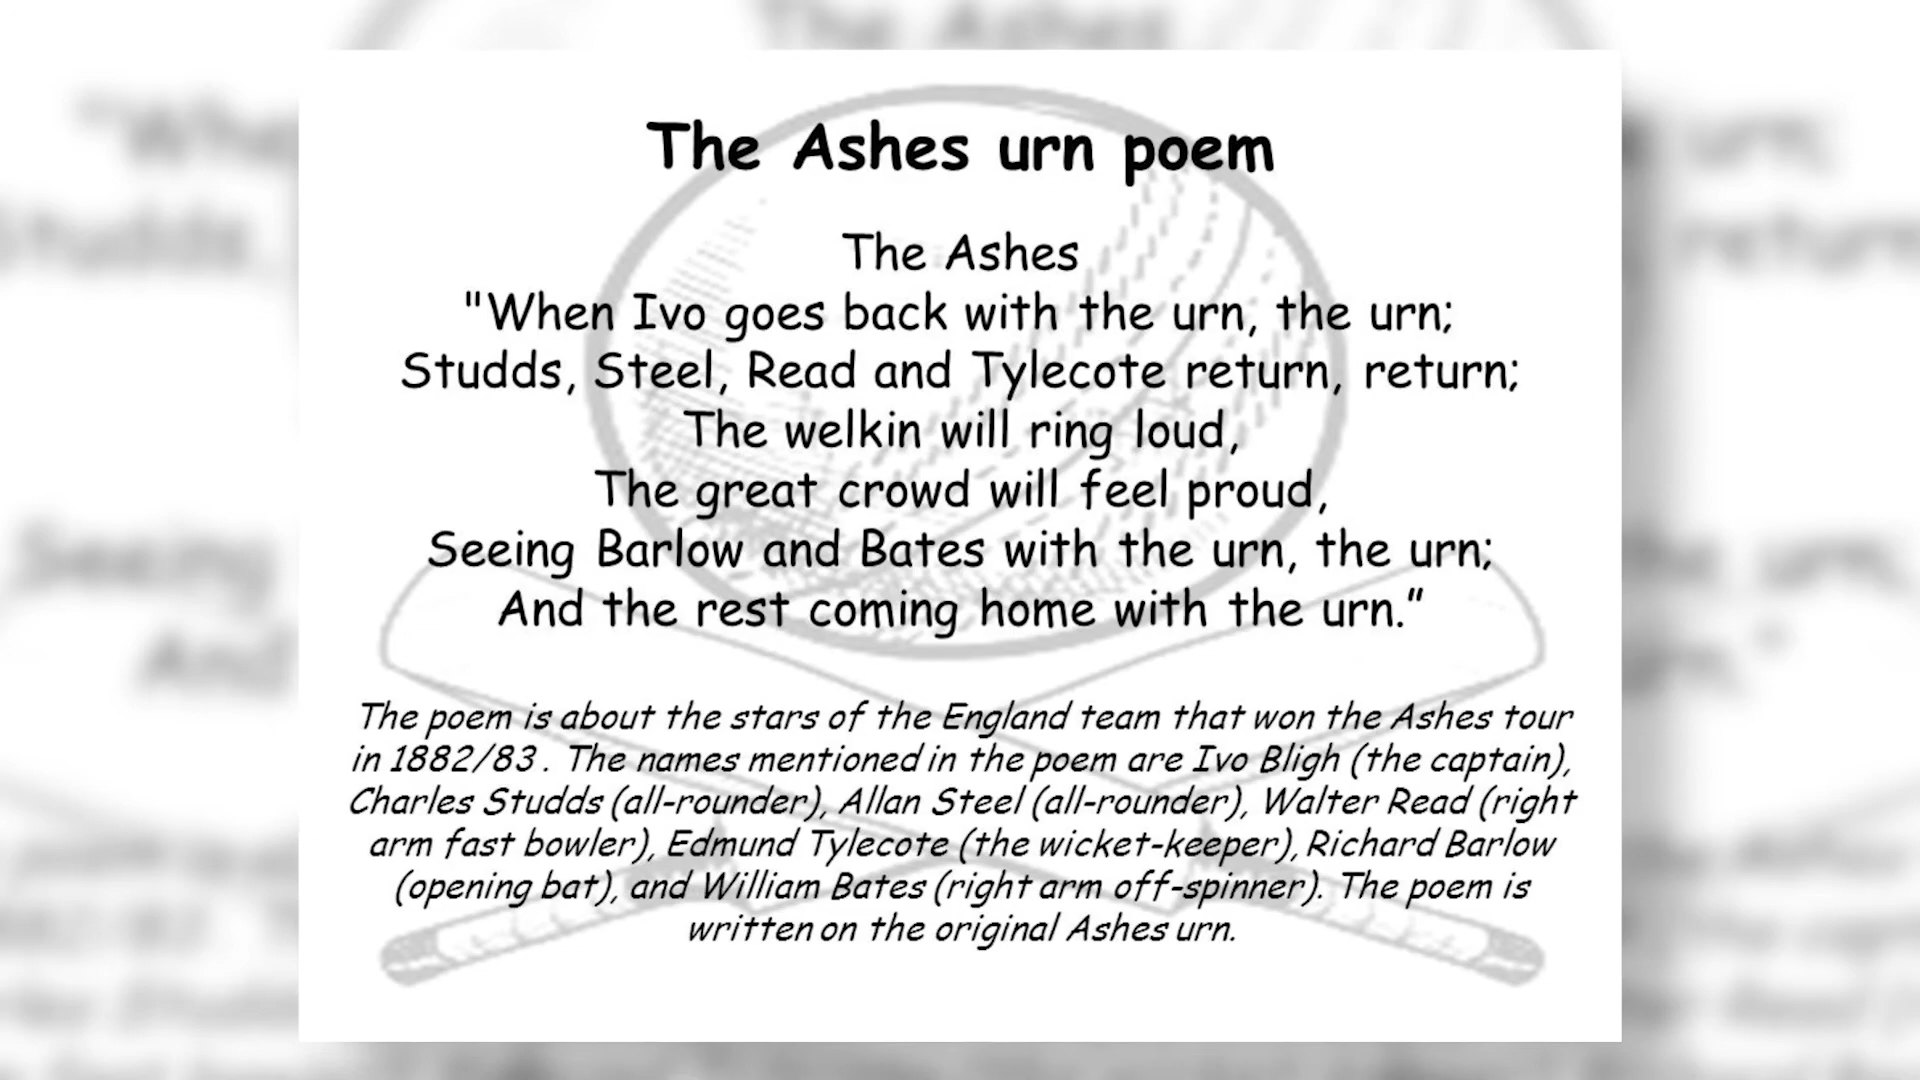 The Ashes urn poem
The Ashes
"When Ivo goes back with the urn, the urn;
Studds, Steel, Read and Tylecote return, return;
The welkin will ring loud,
The great crowd will feel proud,
Seeing Barlow and Bates with the urn, the urn;
And the rest coming home with the urn."
The poem is about the stars of the England team that won the Ashes tour
in 1882/83. The names mentioned in the poem are Ivo Bligh (the captain),
Charles Studds (all-rounder), Allan Steel (all-rounder), Walter Read (right
arm fast bowler), Edmund Tylecote (the wicket-keeper), Richard Barlow
(opening bat), and William Bates (right arm off-spinner). The poem is
written on the original Ashes urn.